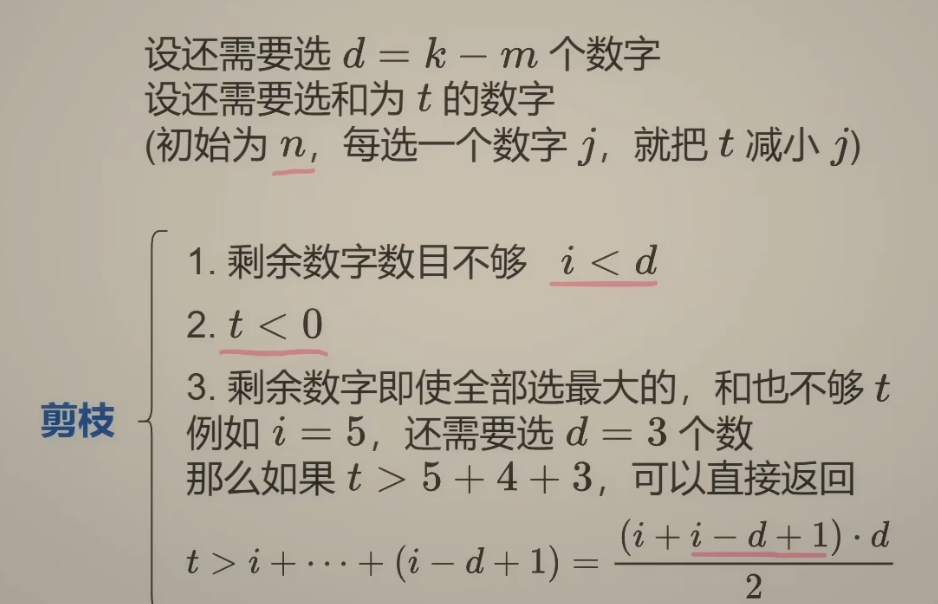 设还需要选 d = k − m 个数字
设还需要选和为 t 的数字
(初始为 n，每选一个数字 j，就把 t 减小 j)
1. 剩余数字数目不够 i < d
2. t < 0
3. 剩余数字即使全部选最大的，和也不够 t
剪枝
例如 i = 5，还需要选 d = 3 个数
那么如果 t > 5 + 4 + 3，可以直接返回
t > i + ⋯ + (i − d + 1) = (i + i − d + 1) · d / 2